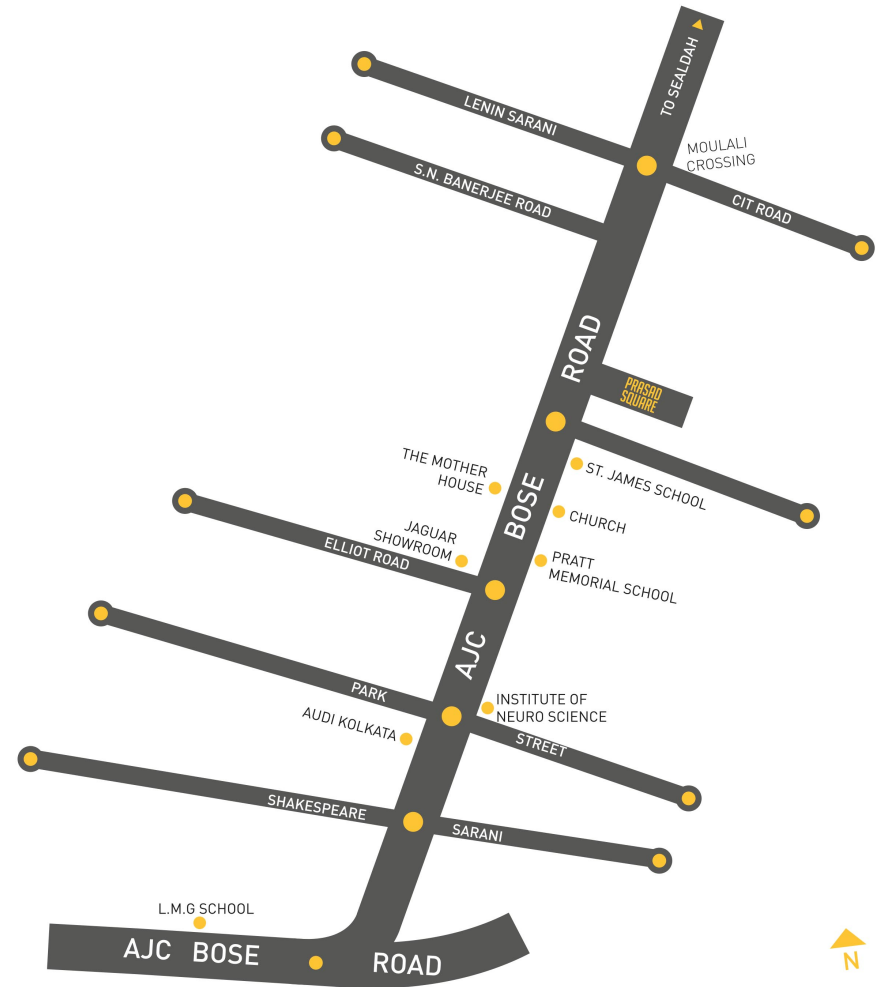 TO SEALDAH
LENIN SARANI
MOULALI
CROSSING
S.N. BANERJEE ROAD
CIT ROAD
PRASAD
SQUARE
THE MOTHER
HOUSE
ST. JAMES SCHOOL
CHURCH
JAGUAR
SHOWROOM
ELLIOT ROAD
PRATT
MEMORIAL SCHOOL
AJC BOSE ROAD
PARK STREET
INSTITUTE OF
NEURO SCIENCE
AUDI KOLKATA
SHAKESPEARE SARANI
L.M.G SCHOOL
AJC BOSE ROAD
N